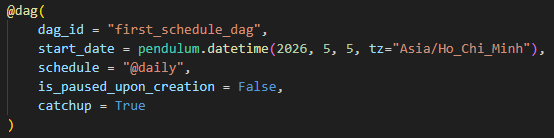 @dag(
    dag_id = "first_schedule_dag",
    start_date = pendulum.datetime(2026, 5, 5, tz="Asia/Ho_Chi_Minh"),
    schedule = "@daily",
    is_paused_upon_creation = False,
    catchup = True
)